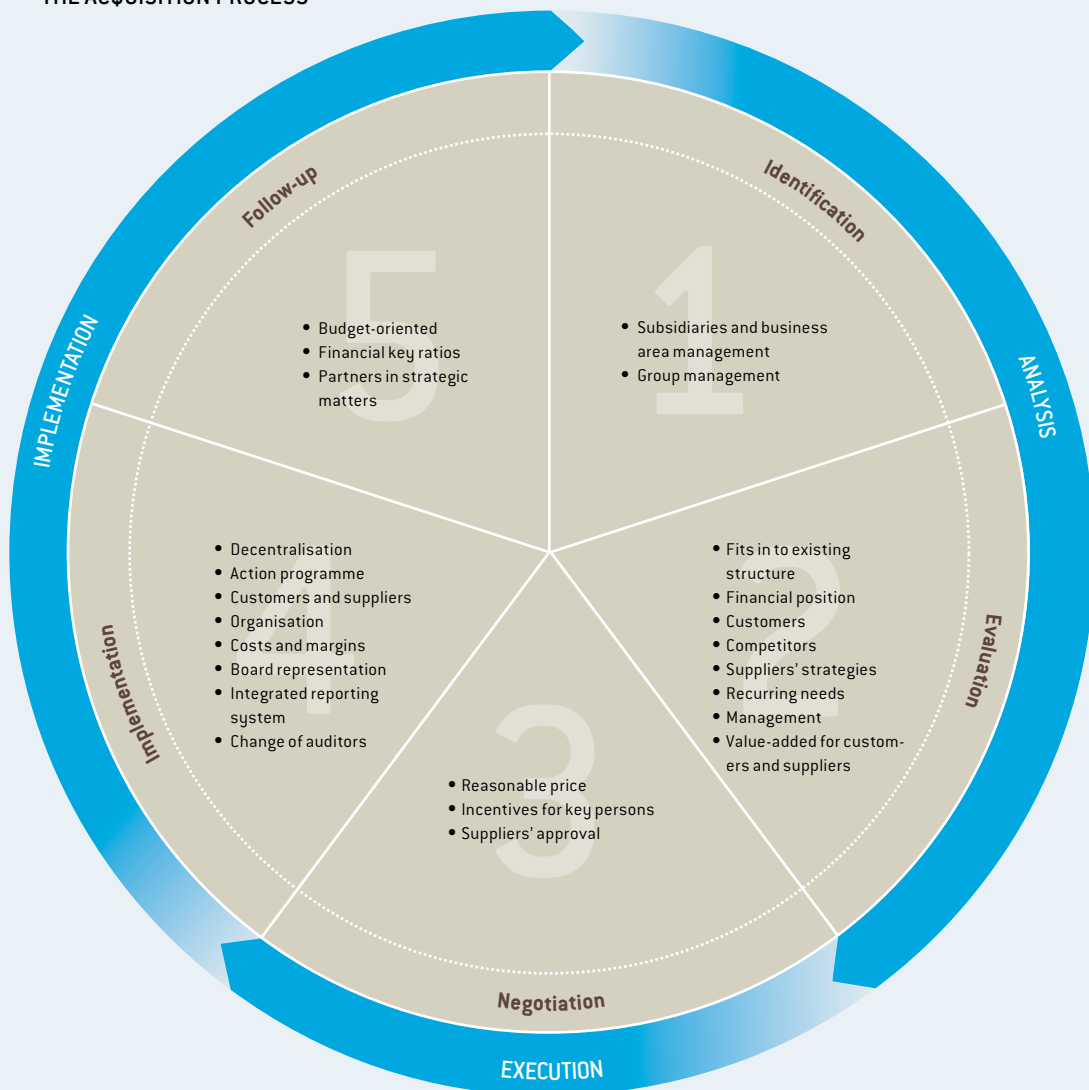 THE ACQUISITION PROCESS
ANALYSIS
Identification
1
• Subsidiaries and business
area management
• Group management
Evaluation
2
• Fits in to existing
structure
• Financial position
• Customers
• Competitors
• Suppliers' strategies
• Recurring needs
• Management
• Value-added for custom-
ers and suppliers
EXECUTION
Negotiation
3
• Reasonable price
• Incentives for key persons
• Suppliers' approval
IMPLEMENTATION
Implementation
4
• Decentralisation
• Action programme
• Customers and suppliers
• Organisation
• Costs and margins
• Board representation
• Integrated reporting
system
• Change of auditors
Follow-up
5
• Budget-oriented
• Financial key ratios
• Partners in strategic
matters